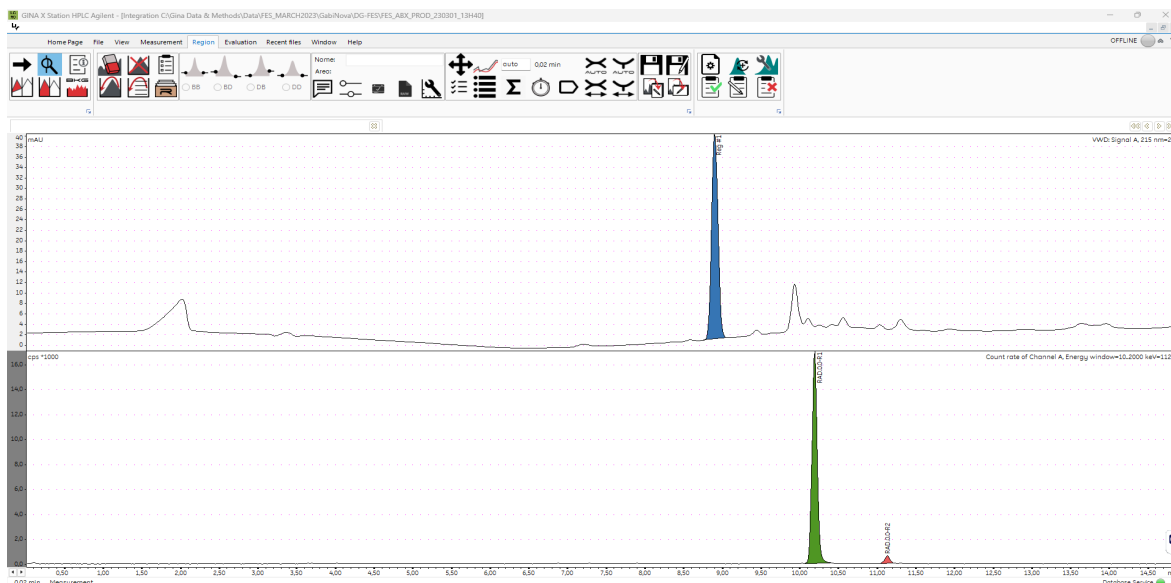 GINA X Station HPLC Agilent - [Integration C:\Gina Data & Methods\Data\FES_MARCH2023\GabiNova\DG-FES\FES_ABX_PROD_230301_13H40]
Home Page File View Measurement Region Evaluation Recent files Window Help OFFLINE
Name:
Area:
auto 0,02 min
AUTO AUTO
BKG
BB BD DB DD
mAU
VWD: Signal A, 215 nm=2
Reg #1
40
38
36
34
32
30
28
26
24
22
20
18
16
14
12
10
8
6
4
2
0
cps *1000
Count rate of Channel A, Energy window=10..2000 keV=112
RAD.0.0-R1
RAD.0.0-R2
16,0
14,0
12,0
10,0
8,0
6,0
4,0
2,0
0,0
0,50 1,00 1,50 2,00 2,50 3,00 3,50 4,00 4,50 5,00 5,50 6,00 6,50 7,00 7,50 8,00 8,50 9,00 9,50 10,00 10,50 11,00 11,50 12,00 12,50 13,00 13,50 14,00 14,50
0,02 min Measurement Database Service